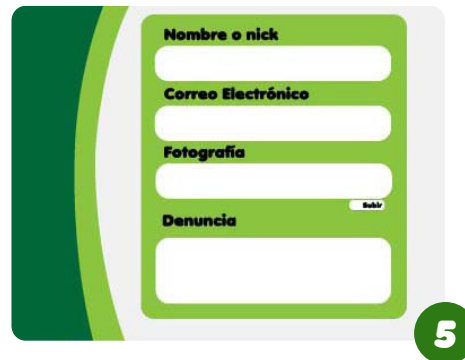 Nombre o nick
Correo Electrónico
Fotografía
Subir
Denuncia
5